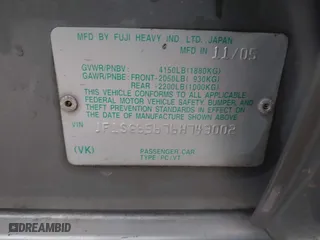 MFD BY FUJI HEAVY IND. LTD., JAPAN
MFD IN 11/05
GVWR/PNBV: 4150LB(1880KG)
GAWR/PNBE: FRONT-2050LB( 930KG)
REAR -2200LB(1000KG)
THIS VEHICLE CONFORMS TO ALL APPLICABLE
FEDERAL MOTOR VEHICLE SAFETY, BUMPER, AND
THEFT PREVENTION STANDARDS IN EFFECT
ON THE DATE OF MANUFACTURE SHOWN ABOVE.
VIN
(VK) PASSENGER CAR
TYPE:PC/VT
DREAMBID